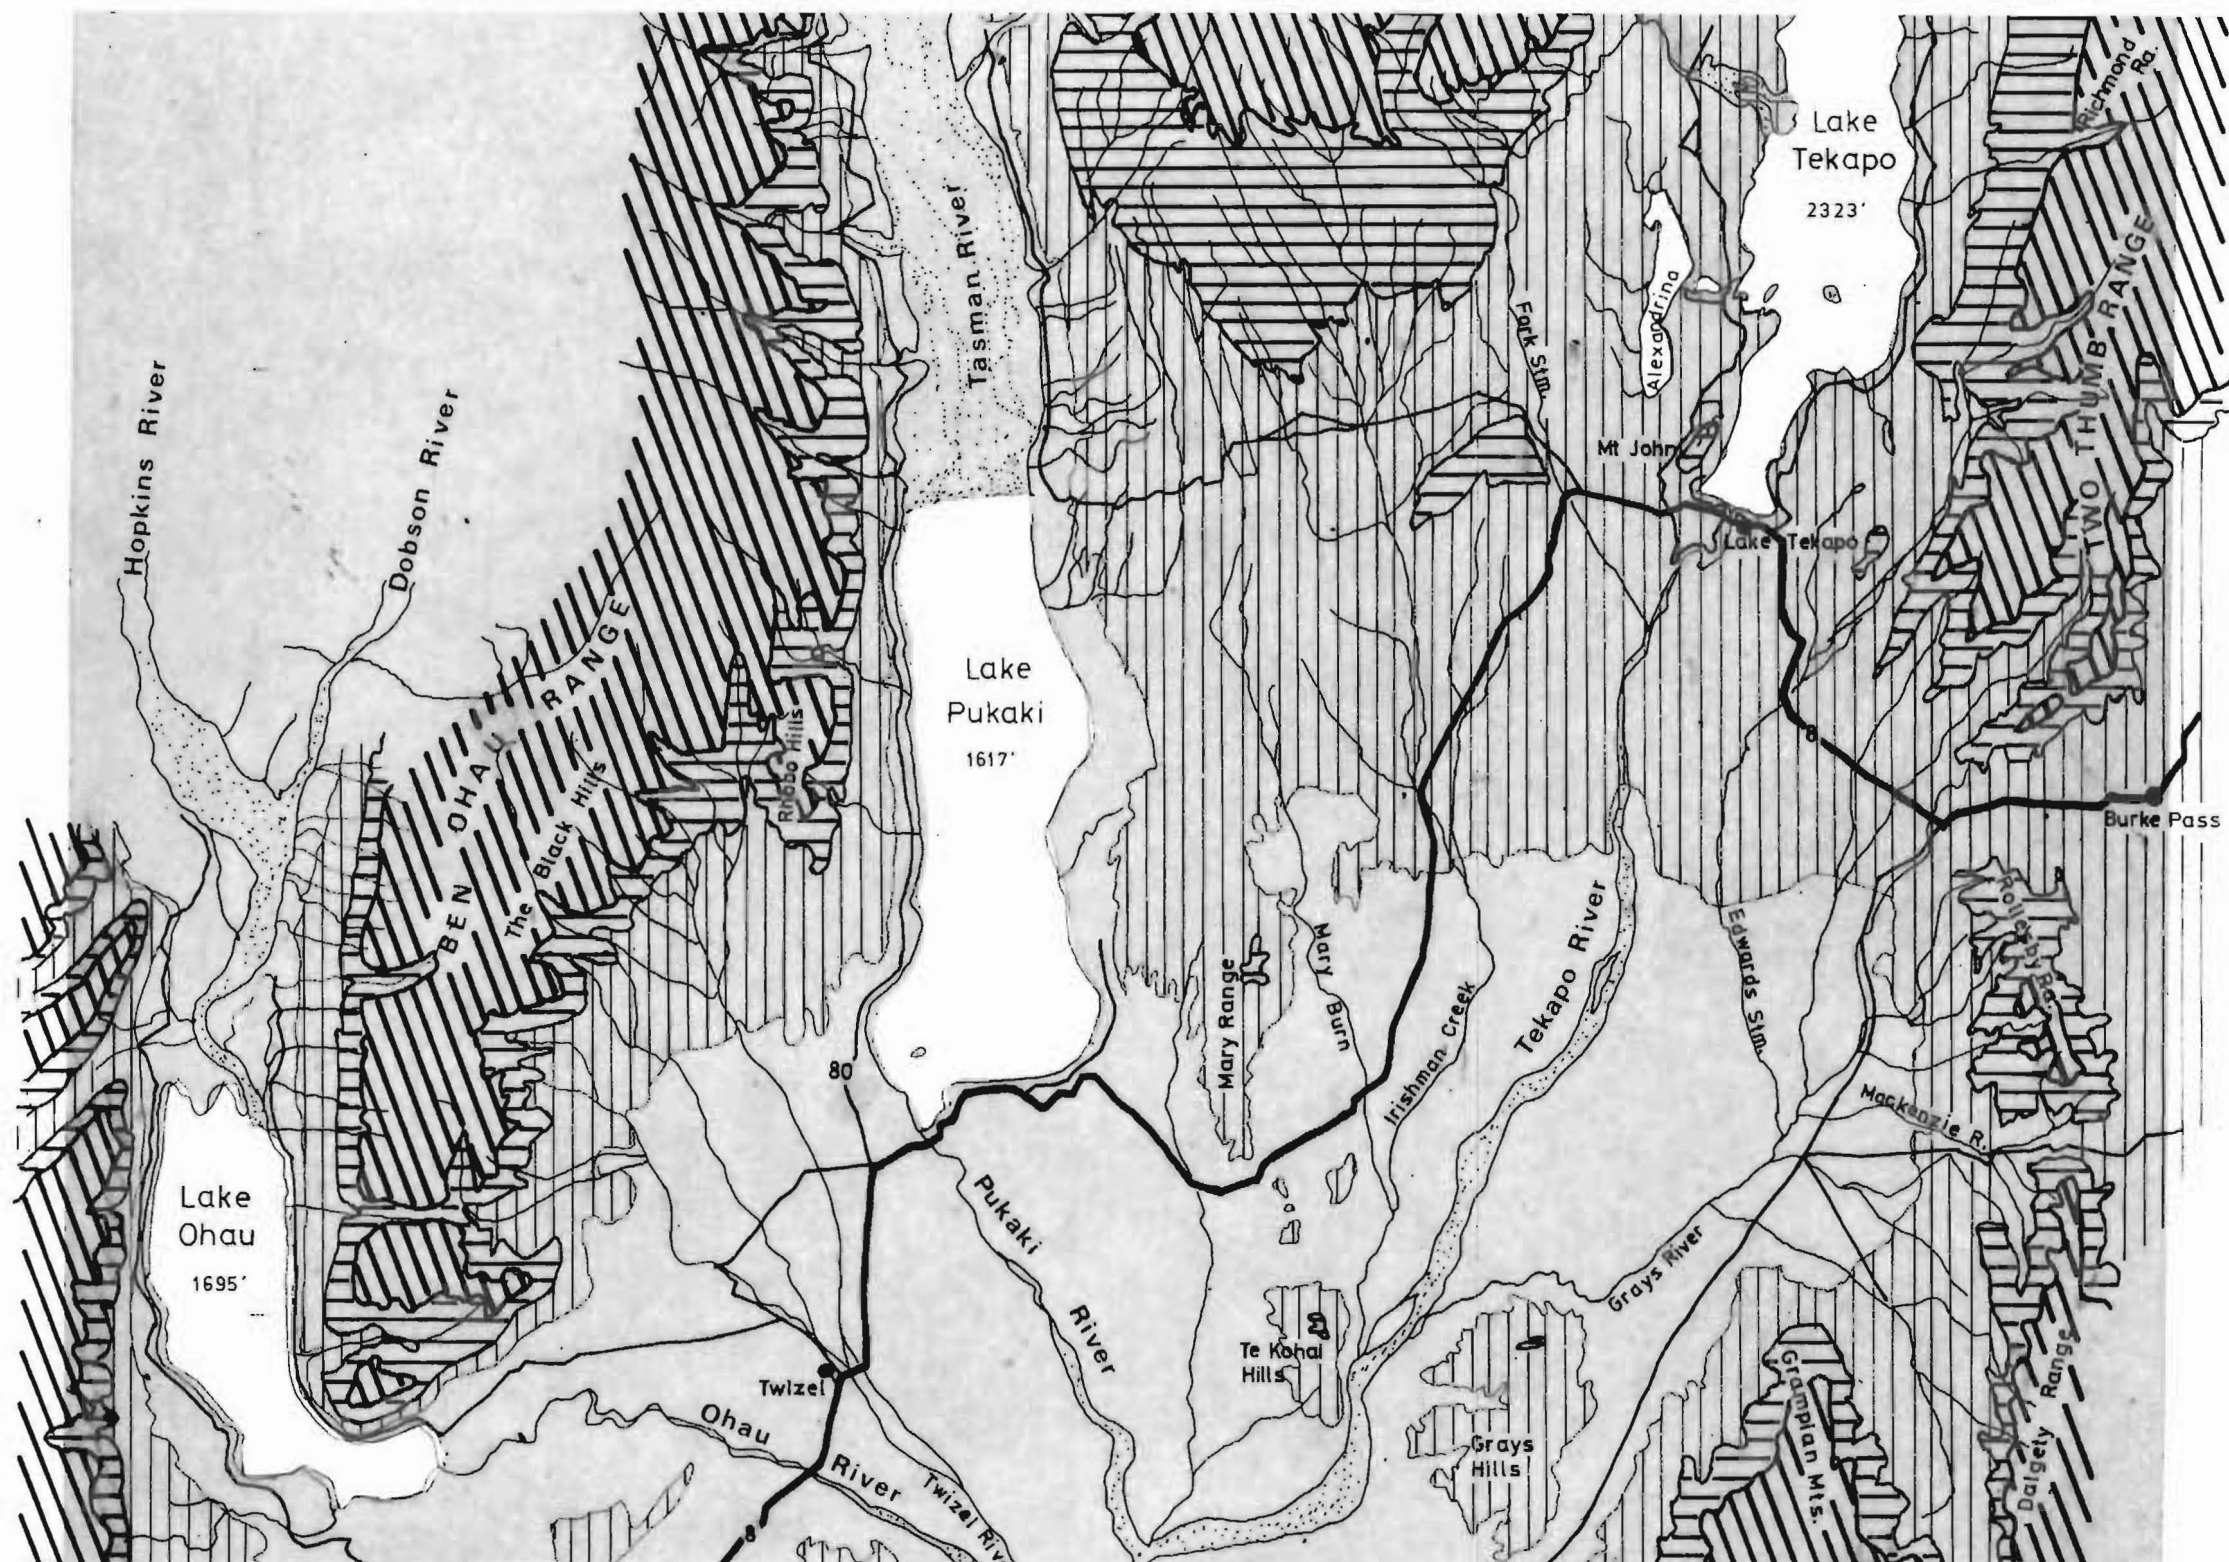 Richmond
Ra.
Lake
Tekapo
2323'
Tasman River
TWO THUMB RANGE
Alexandrina
Fork Stm.
Hopkins River
Dobson River
Mt John
Lake Tekapo
BEN OHAU RANGE
Lake
Pukaki
1617'
The Black Hills
Rhobo Hills
8
Burke Pass
Rollesby Ra.
Mary Range
Mary Burn
Irishman Creek
Tekapo River
Edwards Stm.
80
Mackenzie R.
Lake
Ohau
1695'
Pukaki River
Grays River
Te Kohai
Hills
Twizel
Grays
Hills
Grampian Mts.
Dalgety Range
Ohau River
Twizel Riv
8